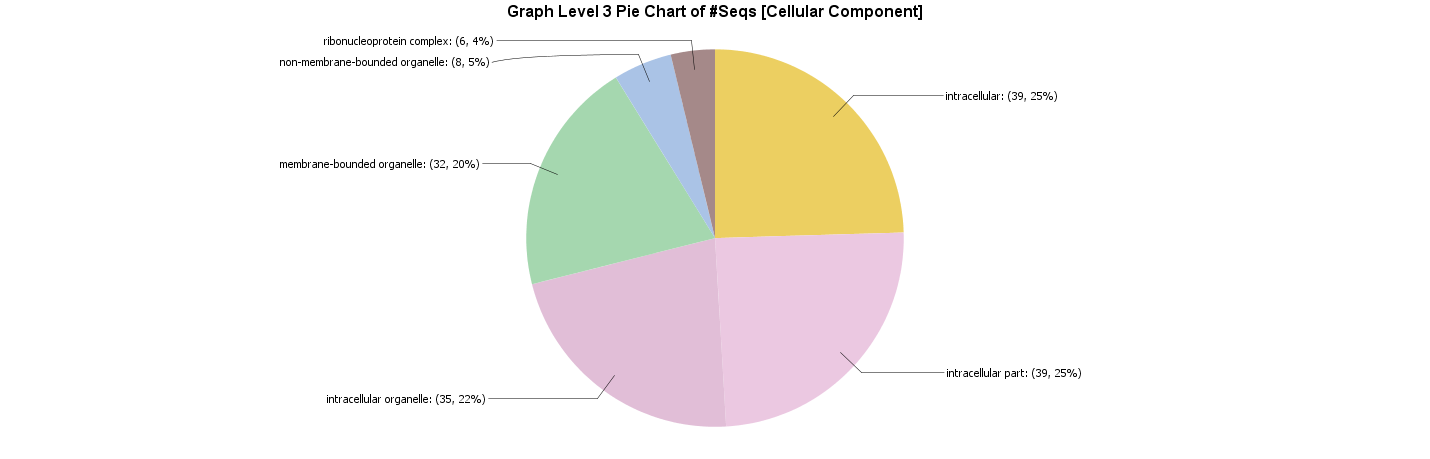 Graph Level 3 Pie Chart of #Seqs [Cellular Component]
ribonucleoprotein complex: (6, 4%)
non-membrane-bounded organelle: (8, 5%)
intracellular: (39, 25%)
membrane-bounded organelle: (32, 20%)
intracellular part: (39, 25%)
intracellular organelle: (35, 22%)